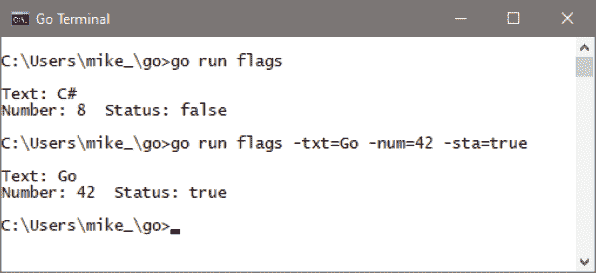 Go Terminal
C:\Users\mike_\go>go run flags
Text: C#
Number: 8  Status: false
C:\Users\mike_\go>go run flags -txt=Go -num=42 -sta=true
Text: Go
Number: 42  Status: true
C:\Users\mike_\go>